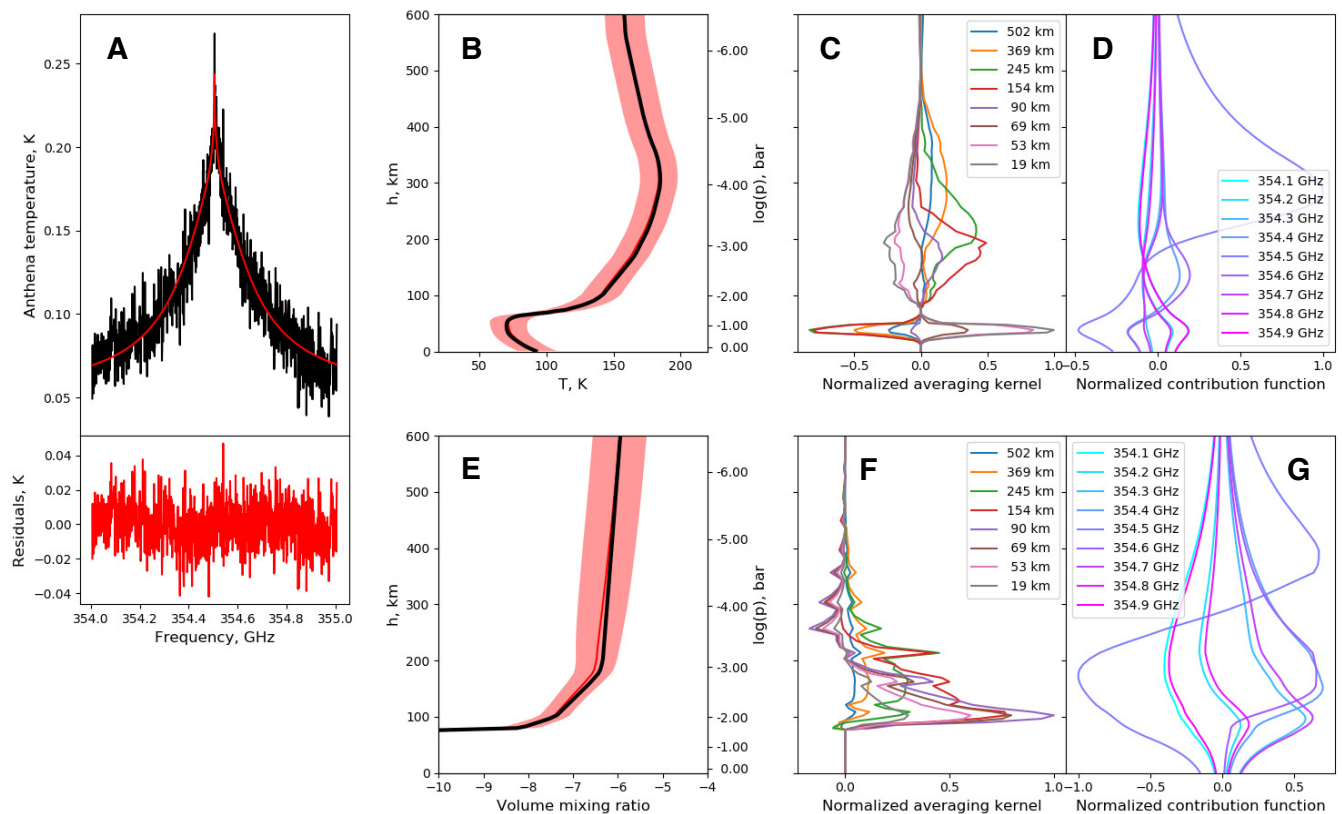 A
0.25
0.20
0.15
0.10
0.05
Anthena temperature, K
0.04
0.02
0.00
−0.02
−0.04
Residuals, K
354.0
354.2
354.4
354.6
354.8
355.0
Frequency, GHz
B
600
500
400
300
200
100
0
h, km
-6.00
-5.00
-4.00
-3.00
-2.00
-1.00
0.00
log(p), bar
50
100
150
200
T, K
C
502 km
369 km
245 km
154 km
90 km
69 km
53 km
19 km
−0.5
0.0
0.5
1.0
Normalized averaging kernel
D
354.1 GHz
354.2 GHz
354.3 GHz
354.4 GHz
354.5 GHz
354.6 GHz
354.7 GHz
354.8 GHz
354.9 GHz
−0.5
0.0
0.5
1.0
Normalized contribution function
E
600
500
400
300
200
100
0
h, km
-6.00
-5.00
-4.00
-3.00
-2.00
-1.00
0.00
log(p), bar
−10
−9
−8
−7
−6
−5
−4
Volume mixing ratio
F
502 km
369 km
245 km
154 km
90 km
69 km
53 km
19 km
0.0
0.5
1.0
Normalized averaging kernel
G
354.1 GHz
354.2 GHz
354.3 GHz
354.4 GHz
354.5 GHz
354.6 GHz
354.7 GHz
354.8 GHz
354.9 GHz
−1.0
−0.5
0.0
0.5
Normalized contribution function